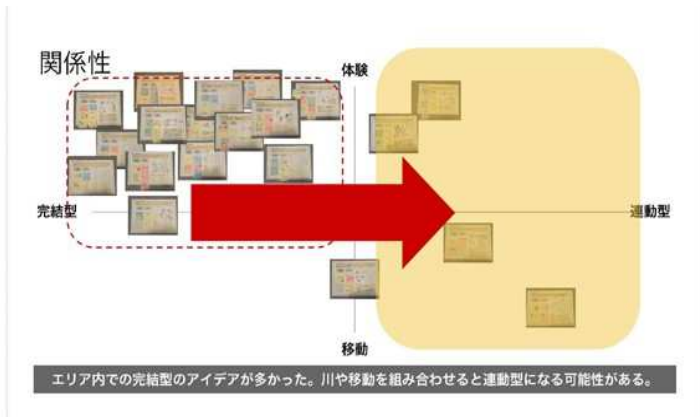 関係性
体験
完結型
連動型
移動
エリア内での完結型のアイデアが多かった。川や移動を組み合わせると連動型になる可能性がある。